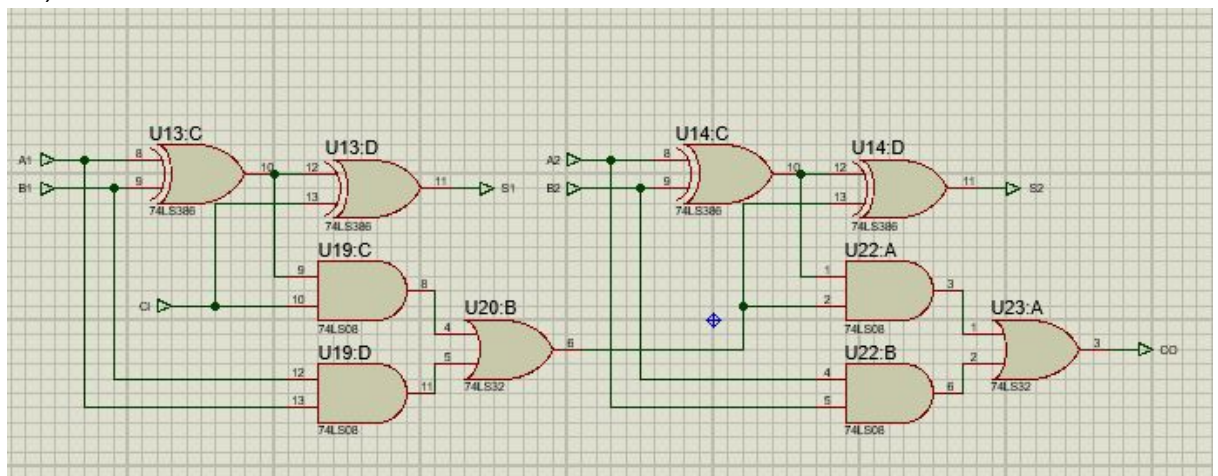 U13:C
U13:D
U14:C
U14:D
A1
8
10
12
A2
8
10
12
B1
9
13
11
S1
B2
9
13
11
S2
74LS386
74LS386
74LS386
74LS386
U19:C
U22:A
9
8
1
3
CI
10
U20:B
2
U23:A
74LS08
4
74LS08
1
U19:D
5
6
U22:B
2
3
CO
12
11
74LS32
4
6
74LS32
13
5
74LS08
74LS08